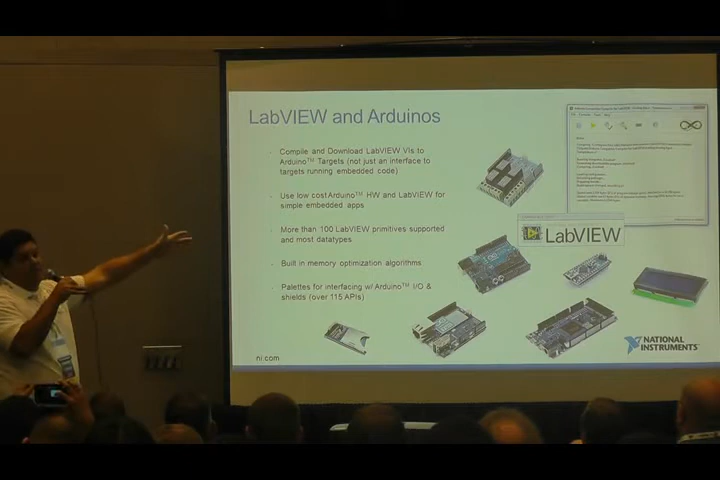 LabVIEW and Arduinos
- Compile and Download LabVIEW VIs to
Arduino™ Targets (not just an interface to
targets running embedded code)
- Use low cost Arduino™ HW and LabVIEW for
simple embedded apps
- More than 100 LabVIEW primitives supported
and most datatypes
- Built in memory optimization algorithms
- Palettes for interfacing w/ Arduino™ I/O &
shields (over 115 APIs)
LabVIEW
ni.com
NATIONAL
INSTRUMENTS